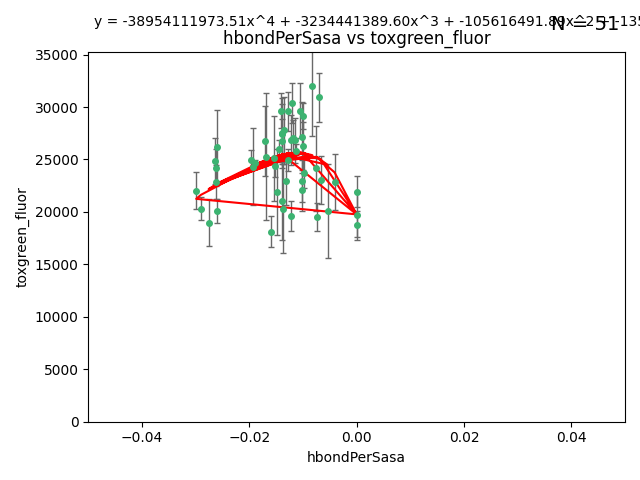 y = -38954111973.51x^4 + -3234441389.60x^3 + -105616491.89x^2 + -135
N = 51
hbondPerSasa vs toxgreen_fluor
35000
30000
25000
20000
15000
10000
5000
0
toxgreen_fluor
−0.04 −0.02 0.00 0.02 0.04
hbondPerSasa